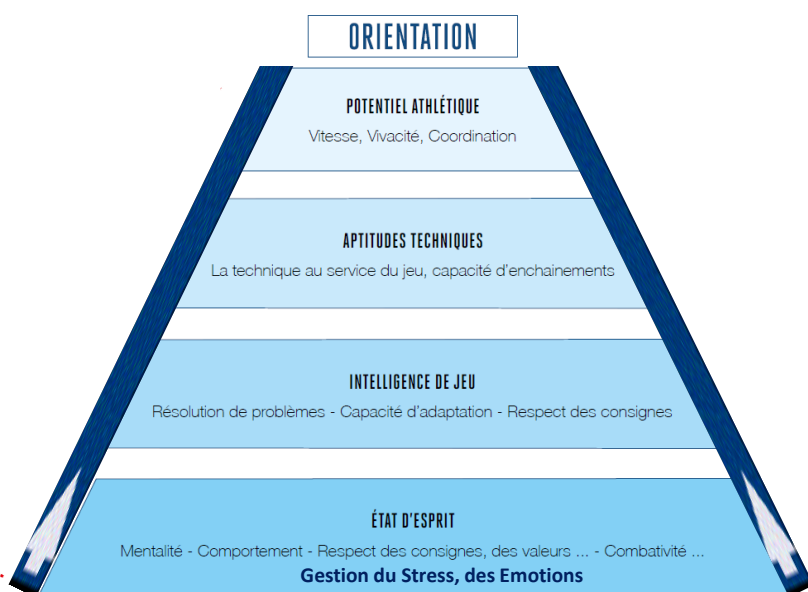 ORIENTATION
POTENTIEL ATHLÉTIQUE
Vitesse, Vivacité, Coordination
APTITUDES TECHNIQUES
La technique au service du jeu, capacité d'enchainements
INTELLIGENCE DE JEU
Résolution de problèmes - Capacité d'adaptation - Respect des consignes
ÉTAT D'ESPRIT
Mentalité - Comportement - Respect des consignes, des valeurs ... - Combativité ...
Gestion du Stress, des Emotions